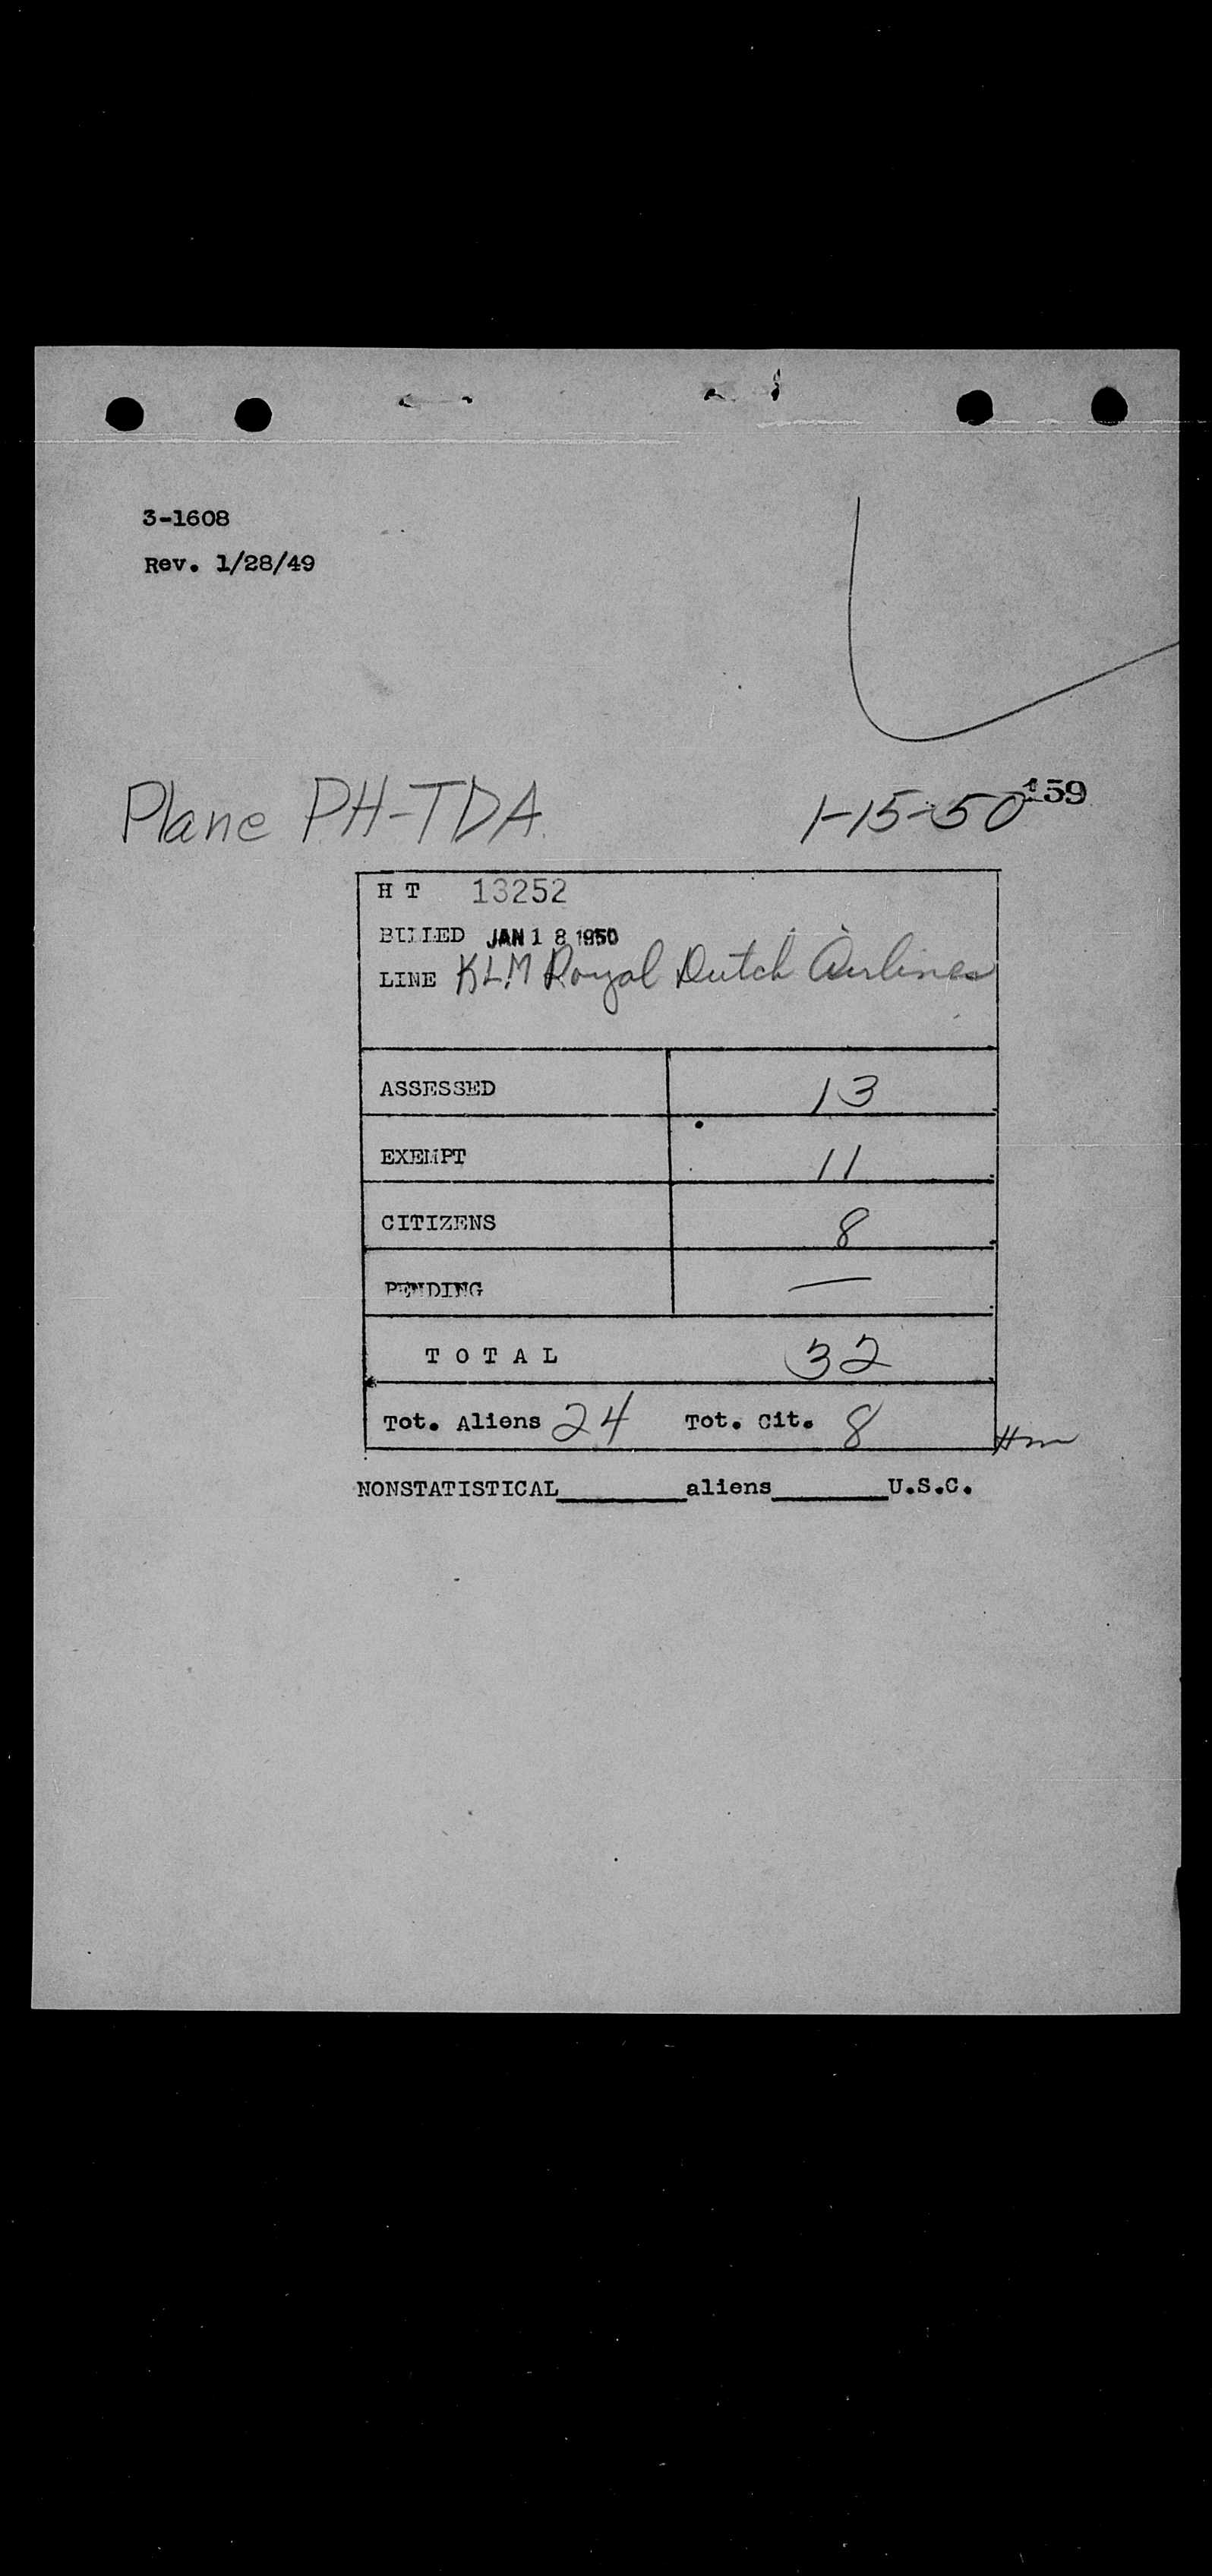 3-1608
Rev. 1/28/49
Plane PH-TDA 1-15-50 159
H T 13252
BILLED JAN 18 1950
LINE KLM Royal Dutch Airlines
ASSESSED 13
EXEMPT 11
CITIZENS 8
PENDING —
TOTAL 32
Tot. Aliens 24 Tot. Cit. 8
NONSTATISTICAL________aliens________U.S.C.